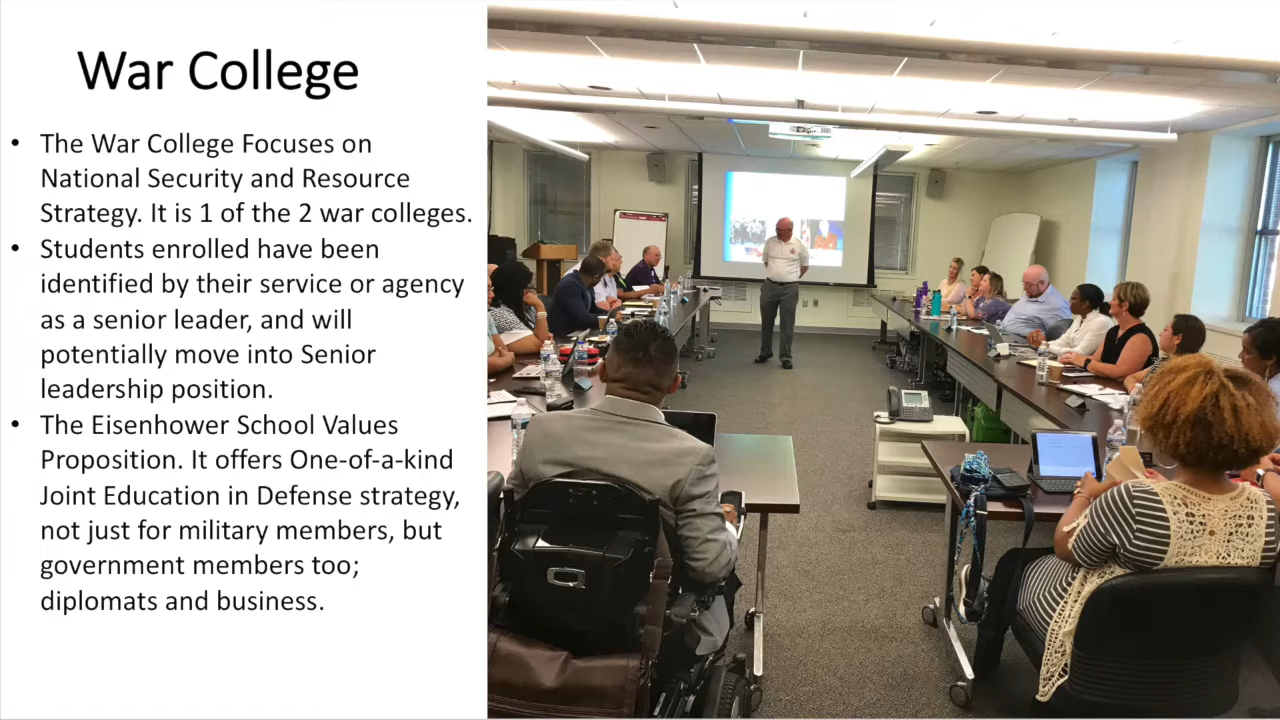 War College
• The War College Focuses on
National Security and Resource
Strategy. It is 1 of the 2 war colleges.
• Students enrolled have been
identified by their service or agency
as a senior leader, and will
potentially move into Senior
leadership position.
• The Eisenhower School Values
Proposition. It offers One-of-a-kind
Joint Education in Defense strategy,
not just for military members, but
government members too;
diplomats and business.